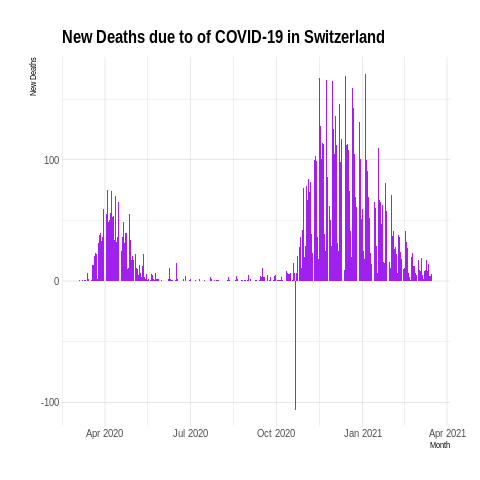 New Deaths due to of COVID-19 in Switzerland
New Deaths
100
0
-100
Apr 2020 Jul 2020 Oct 2020 Jan 2021 Apr 2021
Month